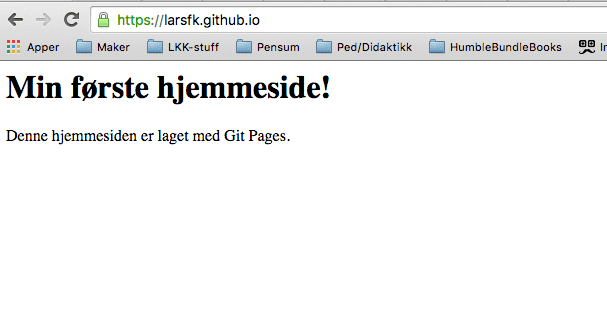 https://larsfk.github.io
Apper Maker LKK-stuff Pensum Ped/Didaktikk HumbleBundleBooks
Min første hjemmeside!
Denne hjemmesiden er laget med Git Pages.